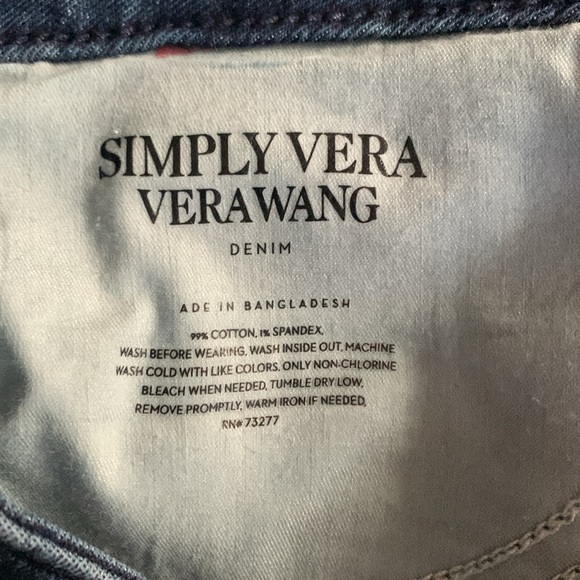 SIMPLY VERA
VERAWANG
DENIM
ADE IN BANGLADESH
99% COTTON, 1% SPANDEX.
WASH BEFORE WEARING. WASH INSIDE OUT. MACHINE
WASH COLD WITH LIKE COLORS. ONLY NON-CHLORINE
BLEACH WHEN NEEDED. TUMBLE DRY LOW.
REMOVE PROMPTLY. WARM IRON IF NEEDED.
RN# 73277